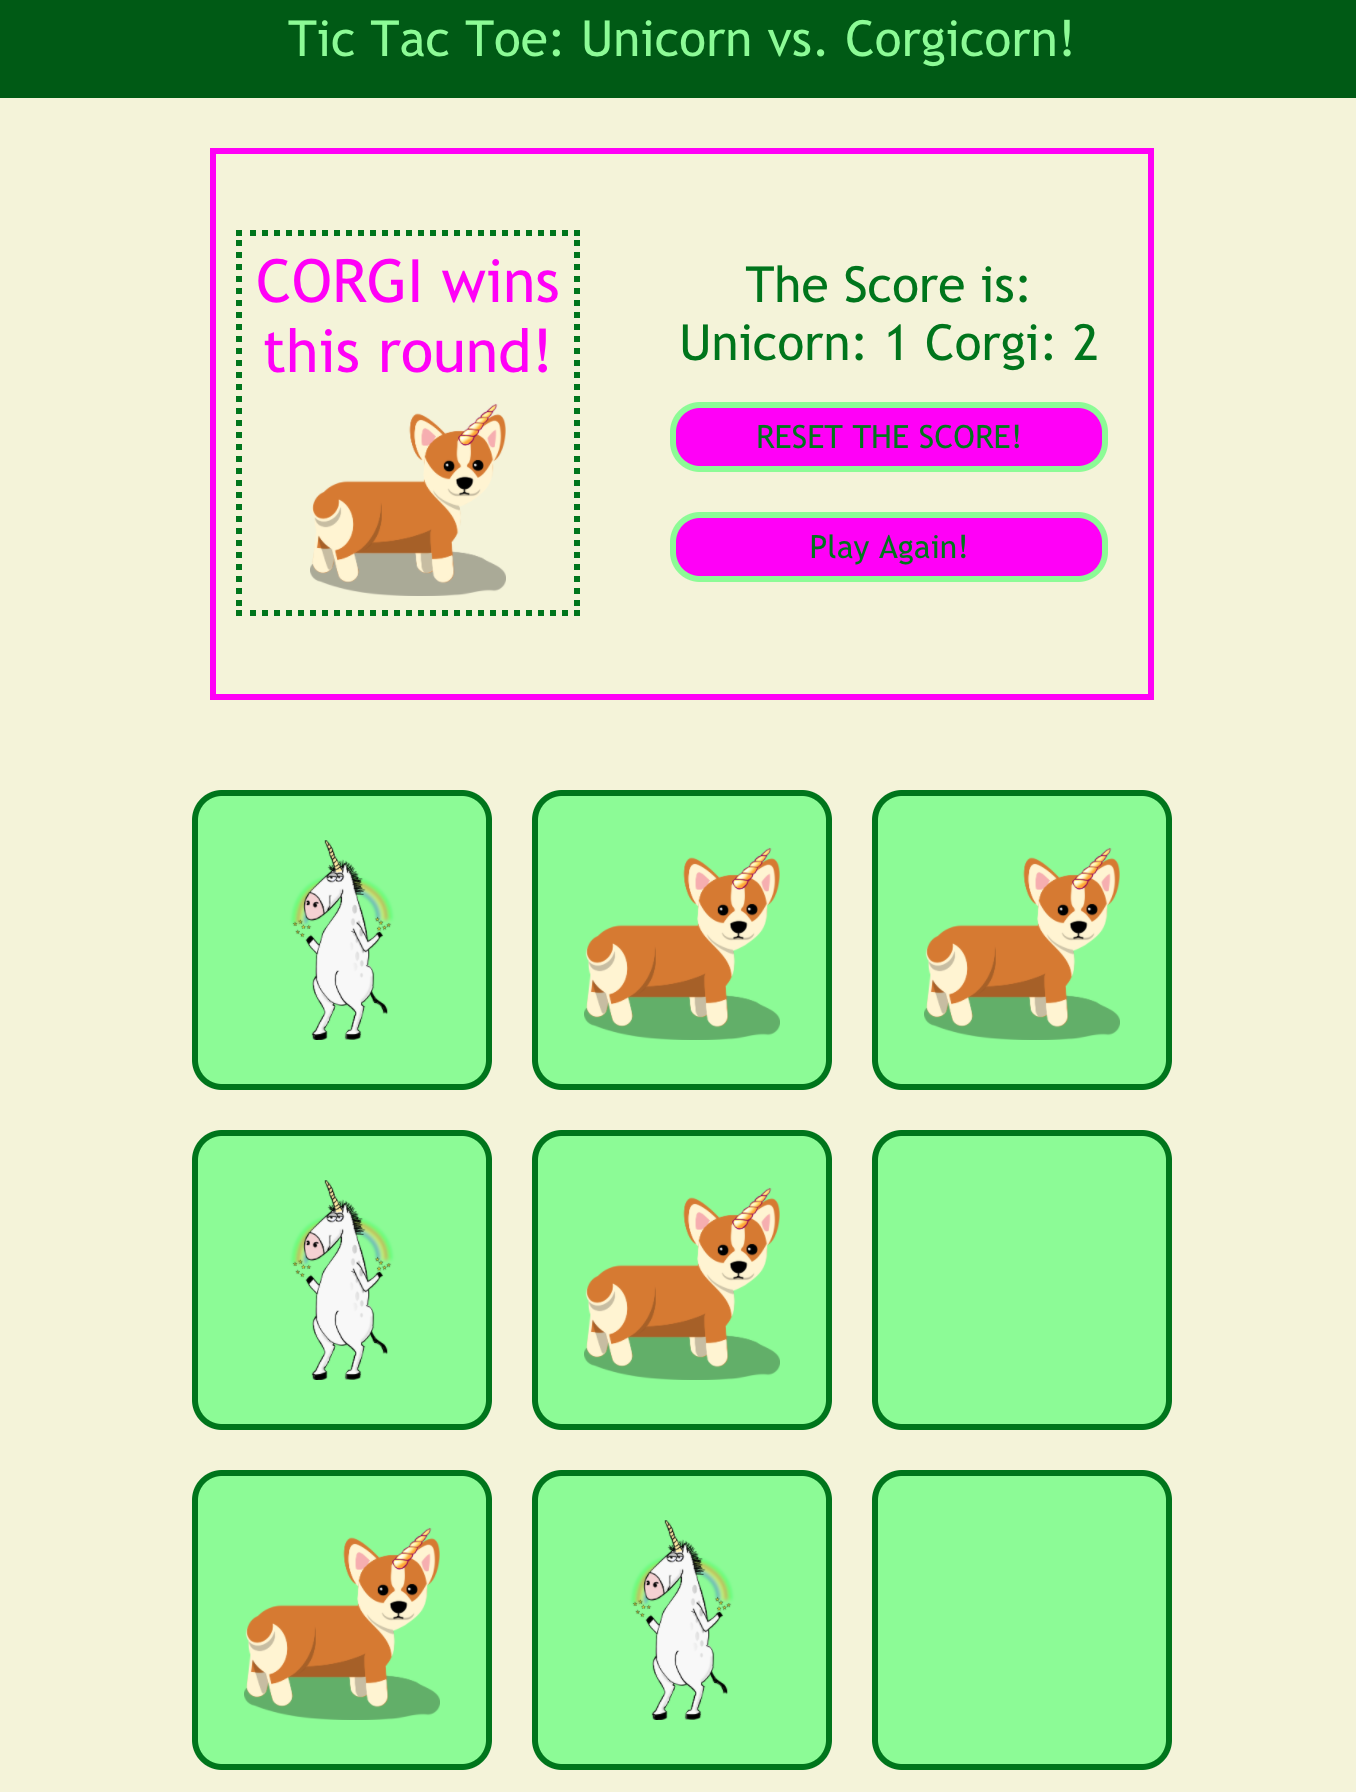 Tic Tac Toe: Unicorn vs. Corgicorn!
CORGI wins
this round!
The Score is:
Unicorn: 1 Corgi: 2
RESET THE SCORE!
Play Again!